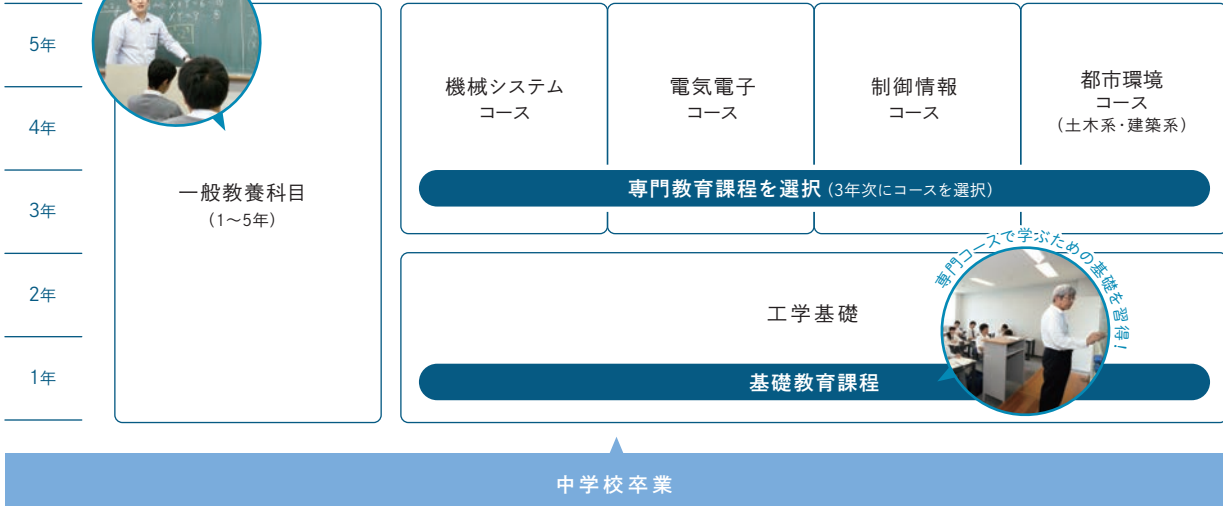 5年
4年
3年
2年
1年
一般教養科目
(1〜5年)
機械システム
コース
電気電子
コース
制御情報
コース
都市環境
コース
(土木系・建築系)
専門教育課程を選択 (3年次にコースを選択)
専門コースで学ぶための基礎を習得!
工学基礎
基礎教育課程
中学校卒業